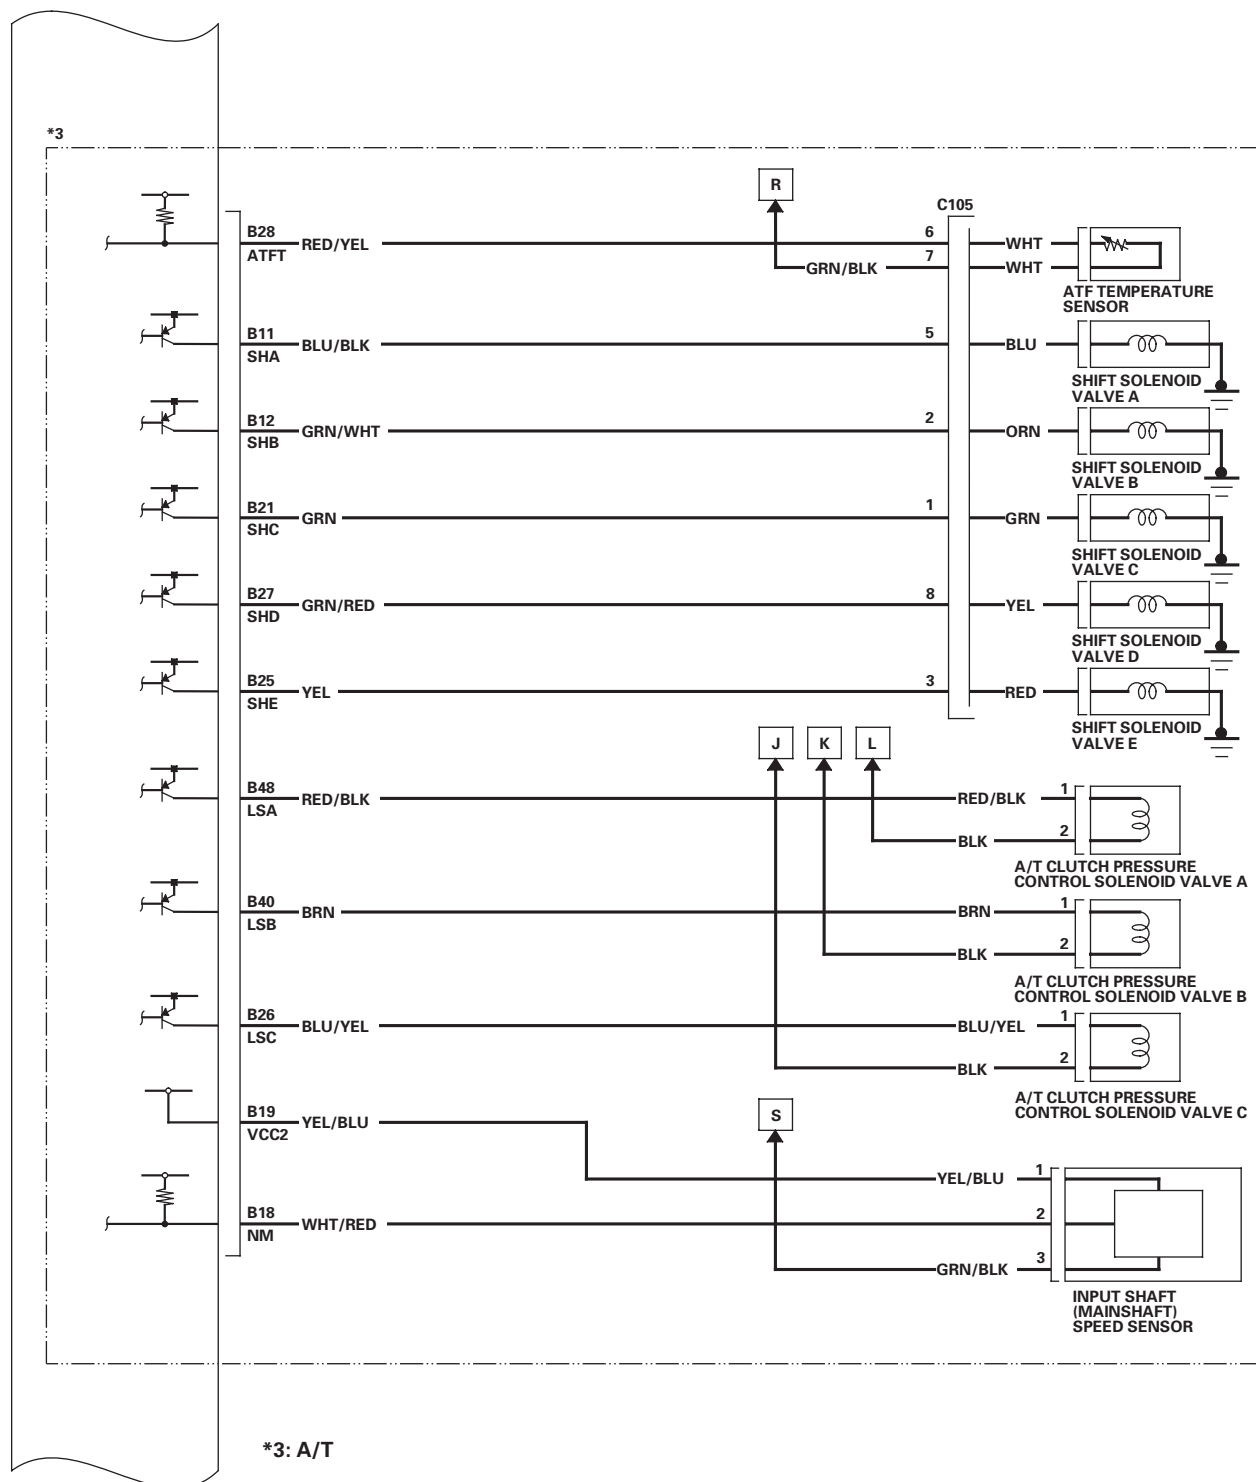 *3
R
C105
B28
ATFT
RED/YEL
6
WHT
GRN/BLK
7
WHT
ATF TEMPERATURE
SENSOR
B11
SHA
BLU/BLK
5
BLU
SHIFT SOLENOID
VALVE A
B12
SHB
GRN/WHT
2
ORN
SHIFT SOLENOID
VALVE B
B21
SHC
GRN
1
GRN
SHIFT SOLENOID
VALVE C
B27
SHD
GRN/RED
8
YEL
SHIFT SOLENOID
VALVE D
B25
SHE
YEL
3
RED
SHIFT SOLENOID
VALVE E
J
K
L
B48
LSA
RED/BLK
RED/BLK
1
BLK
2
A/T CLUTCH PRESSURE
CONTROL SOLENOID VALVE A
B40
LSB
BRN
BRN
1
BLK
2
A/T CLUTCH PRESSURE
CONTROL SOLENOID VALVE B
B26
LSC
BLU/YEL
BLU/YEL
1
BLK
2
A/T CLUTCH PRESSURE
CONTROL SOLENOID VALVE C
B19
VCC2
YEL/BLU
S
YEL/BLU
1
B18
NM
WHT/RED
2
GRN/BLK
3
INPUT SHAFT
(MAINSHAFT)
SPEED SENSOR
*3: A/T